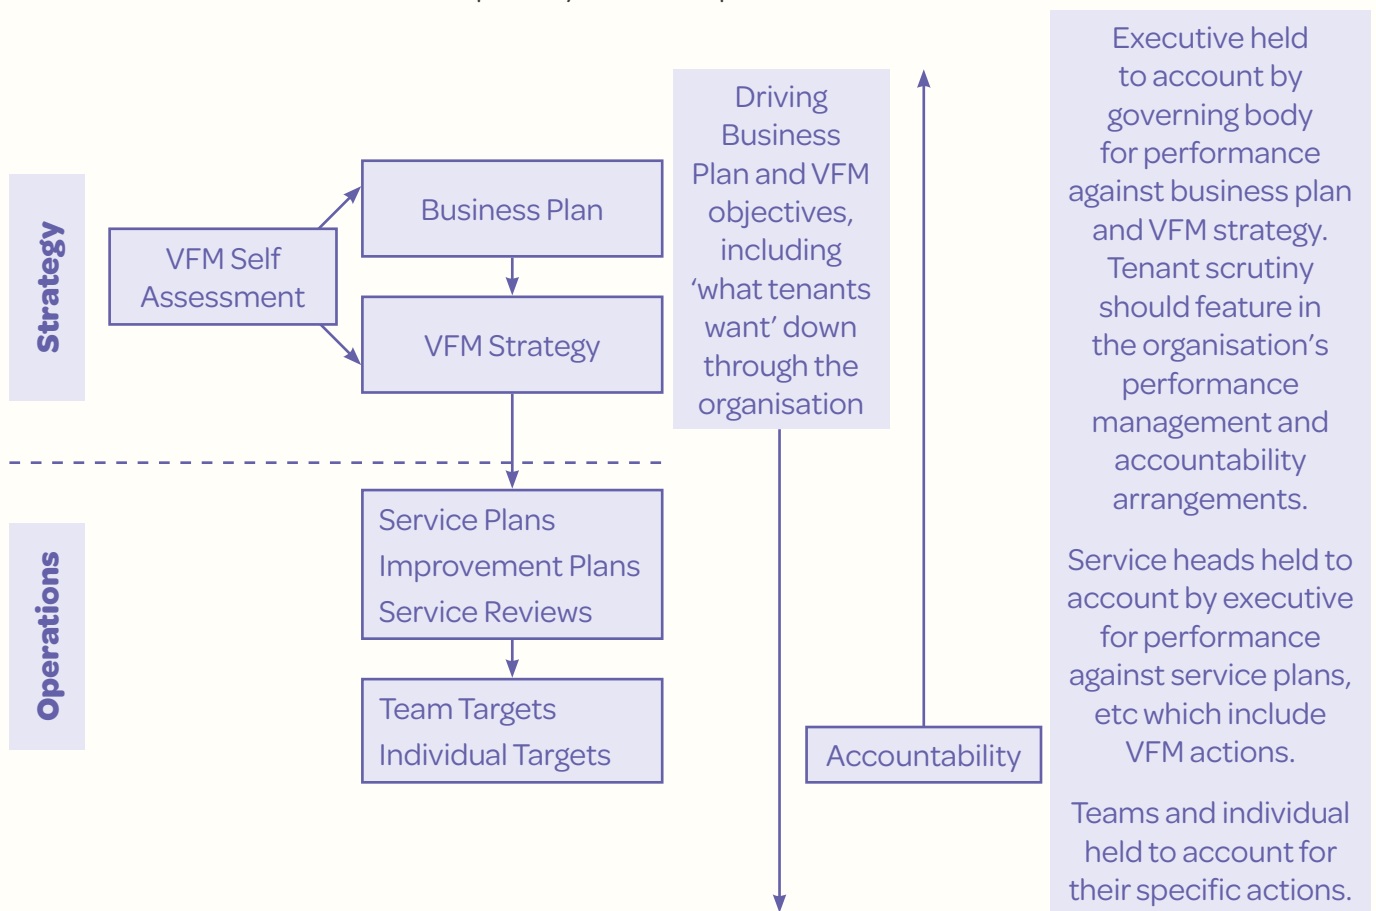 Strategy
VFM Self
Assessment
Business Plan
VFM Strategy
Operations
Service Plans
Improvement Plans
Service Reviews
Team Targets
Individual Targets
Driving
Business
Plan and VFM
objectives,
including
‘what tenants
want’ down
through the
organisation
Accountability
Executive held
to account by
governing body
for performance
against business plan
and VFM strategy.
Tenant scrutiny
should feature in
the organisation’s
performance
management and
accountability
arrangements.
Service heads held to
account by executive
for performance
against service plans,
etc which include
VFM actions.
Teams and individual
held to account for
their specific actions.